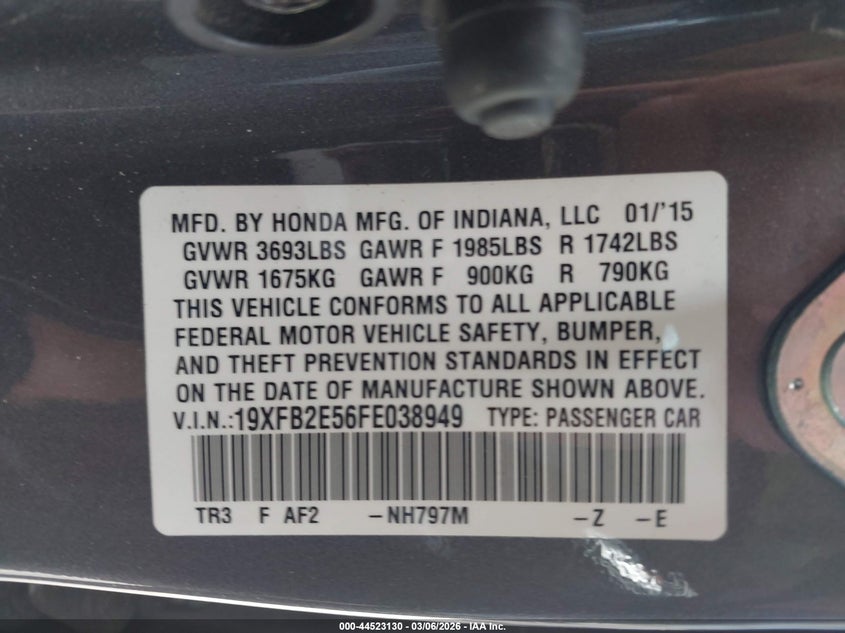 MFD. BY HONDA MFG. OF INDIANA, LLC 01/'15
GVWR 3693LBS GAWR F 1985LBS R 1742LBS
GVWR 1675KG GAWR F 900KG R 790KG
THIS VEHICLE CONFORMS TO ALL APPLICABLE
FEDERAL MOTOR VEHICLE SAFETY, BUMPER,
AND THEFT PREVENTION STANDARDS IN EFFECT
ON THE DATE OF MANUFACTURE SHOWN ABOVE.
V.I.N.:19XFB2E56FE038949 TYPE: PASSENGER CAR
TR3 F AF2 -NH797M -Z -E
000-44523130 - 03/06/2026 - IAA Inc.